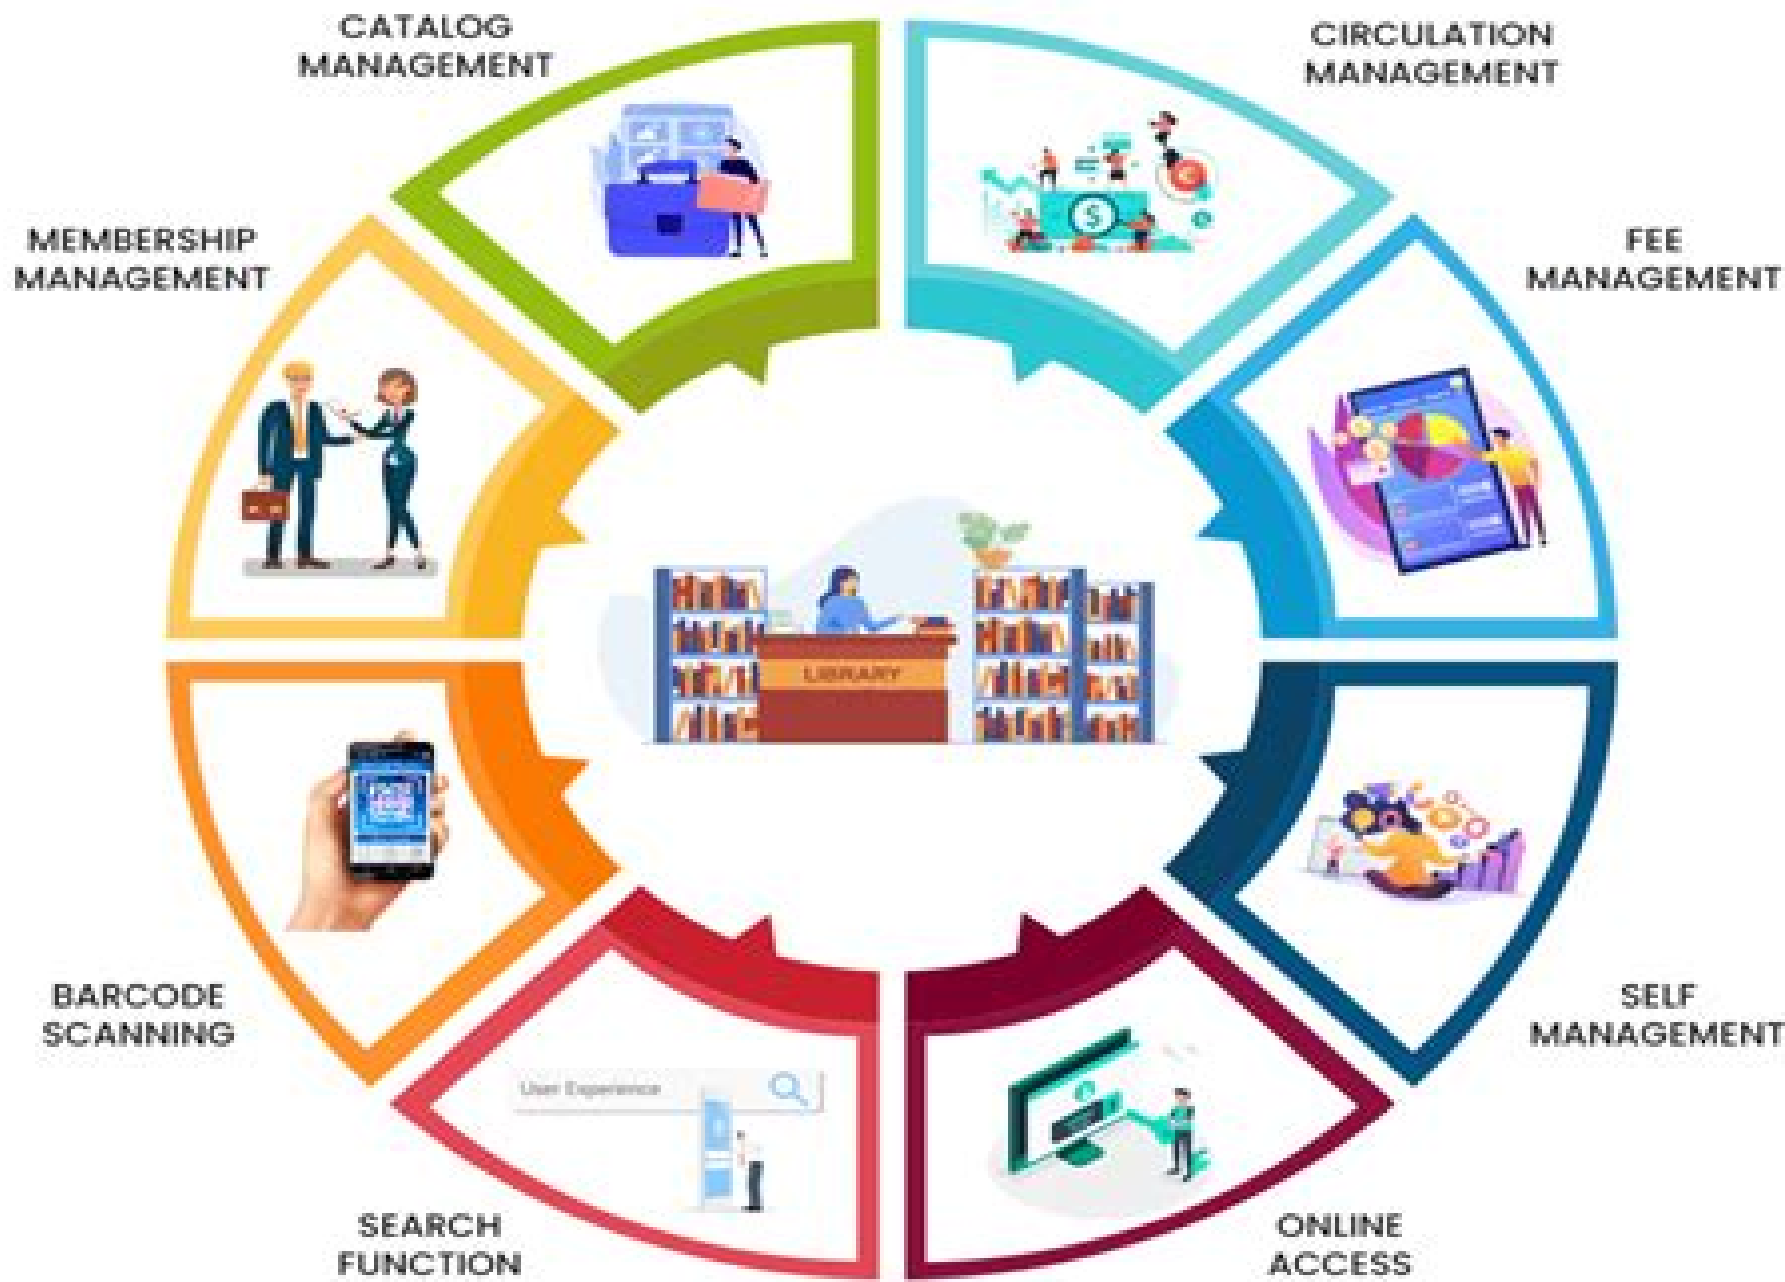 CATALOG
MANAGEMENT
CIRCULATION
MANAGEMENT
MEMBERSHIP
MANAGEMENT
FEE
MANAGEMENT
LIBRARY
BARCODE
SCANNING
SELF
MANAGEMENT
User Experience
SEARCH
FUNCTION
ONLINE
ACCESS